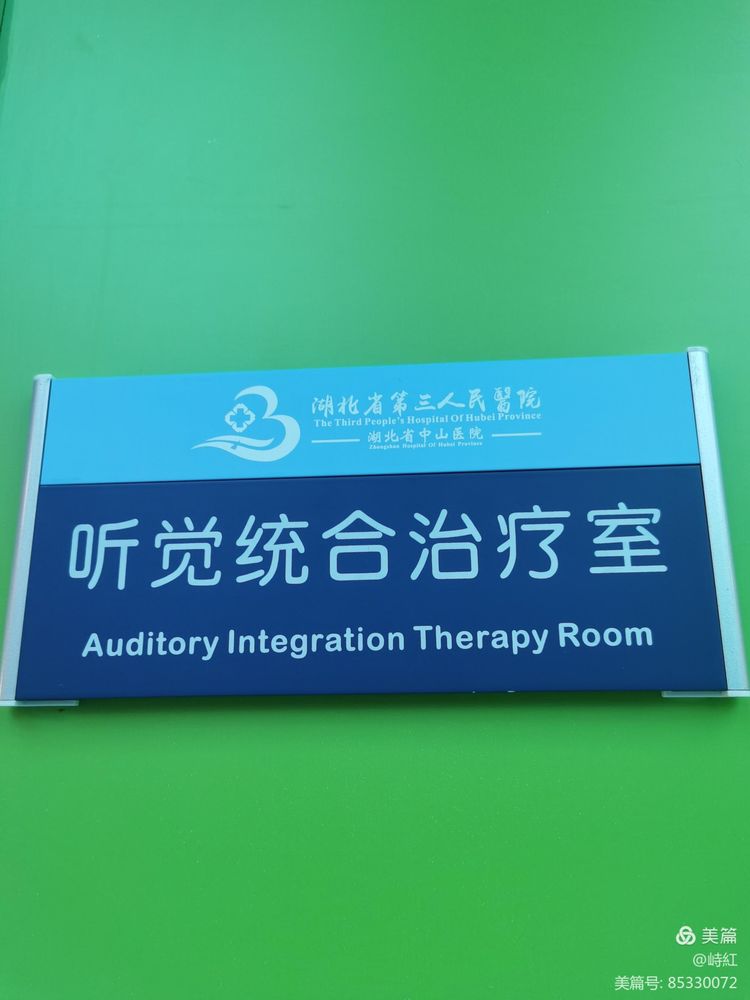 湖北省第三人民醫院
The Third People's Hospital Of Hubei Province
湖北省中山医院
Zhongshan Hospital Of Hubei Province
听觉统合治疗室
Auditory Integration Therapy Room
美篇
@峙紅
美篇号: 85330072